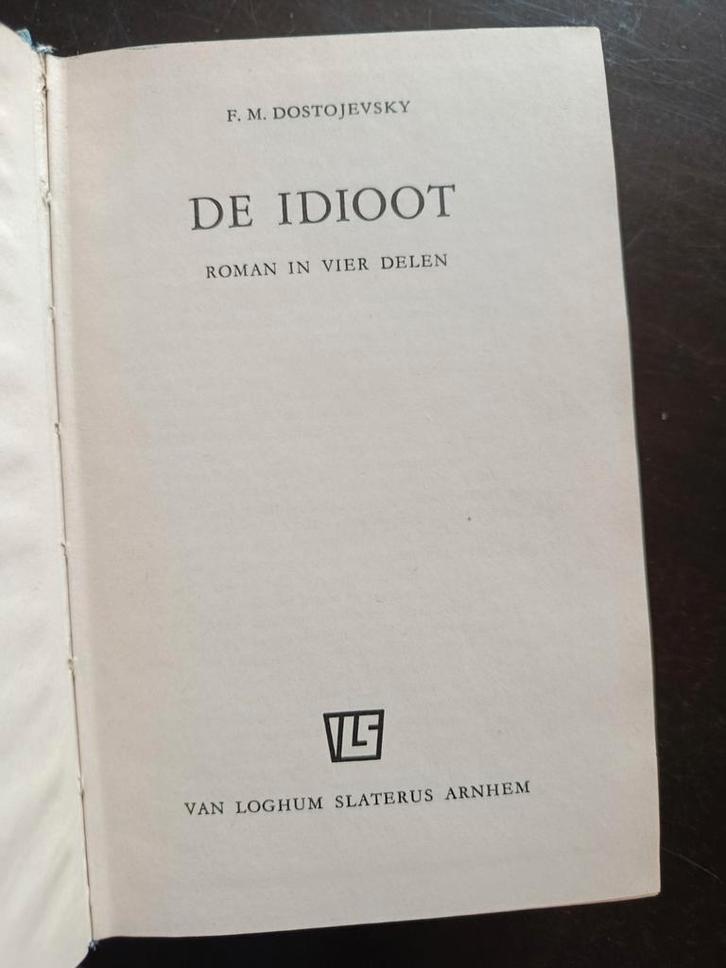 F. M. DOSTOJEVSKY
DE IDIOOT
ROMAN IN VIER DELEN
VLS
VAN LOGHUM SLATERUS ARNHEM